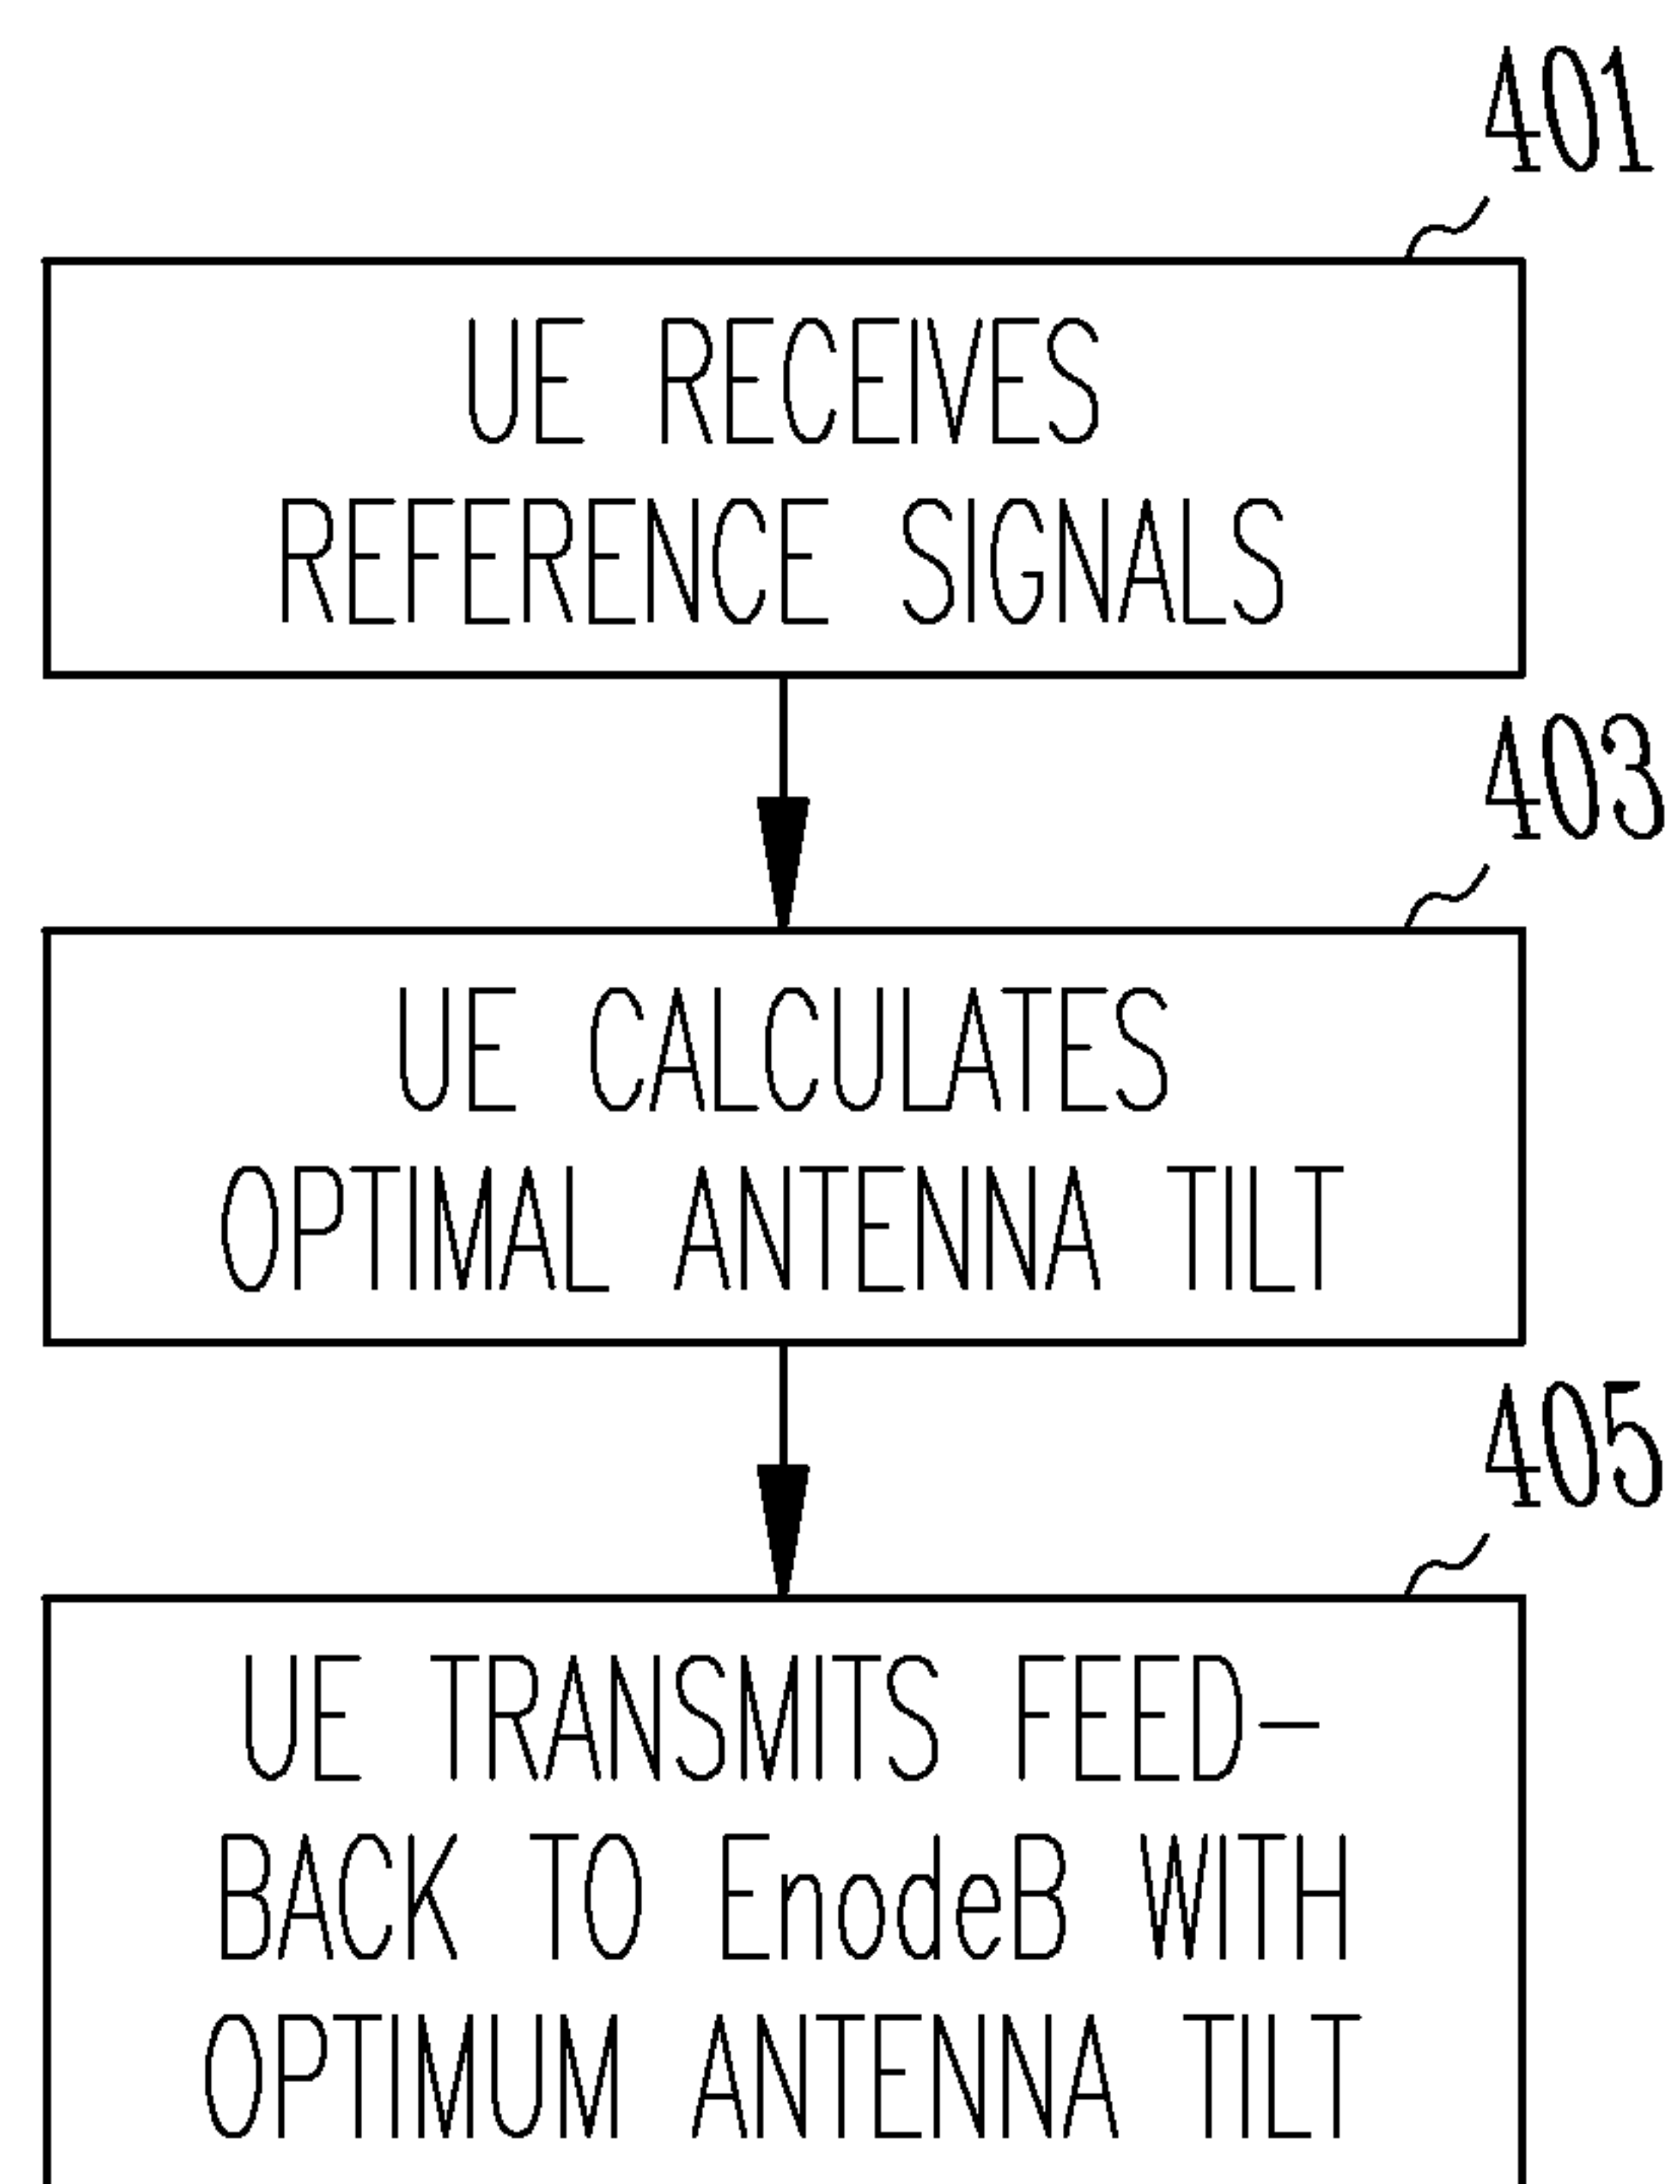 401
UE RECEIVES
REFERENCE SIGNALS
403
UE CALCULATES
OPTIMAL ANTENNA TILT
405
UE TRANSMITS FEED-
BACK TO EnodeB WITH
OPTIMUM ANTENNA TILT